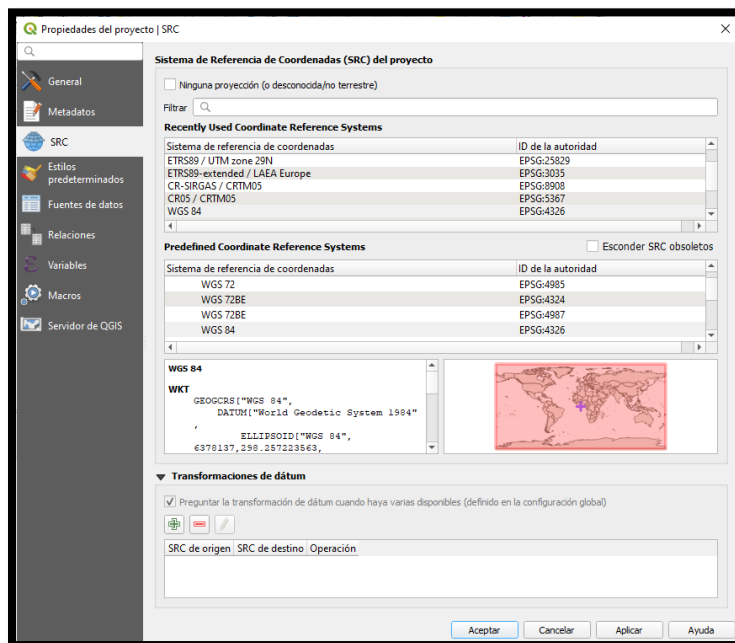 Propiedades del proyecto | SRC
General
Metadatos
SRC
Estilos
predeterminados
Fuentes de datos
Relaciones
Variables
Macros
Servidor de QGIS
Sistema de Referencia de Coordenadas (SRC) del proyecto
Ninguna proyección (o desconocida/no terrestre)
Filtrar
Recently Used Coordinate Reference Systems
Sistema de referencia de coordenadas ID de la autoridad
ETRS89 / UTM zone 29N EPSG:25829
ETRS89-extended / LAEA Europe EPSG:3035
CR-SIRGAS / CRTM05 EPSG:8908
CR05 / CRTM05 EPSG:5367
WGS 84 EPSG:4326
Predefined Coordinate Reference Systems Esconder SRC obsoletos
Sistema de referencia de coordenadas ID de la autoridad
WGS 72 EPSG:4985
WGS 72BE EPSG:4324
WGS 72BE EPSG:4987
WGS 84 EPSG:4326
WGS 84
WKT
GEOGCRS["WGS 84",
DATUM["World Geodetic System 1984"
,
ELLIPSOID["WGS 84",
6378137,298.257223563,
Transformaciones de dátum
Preguntar la transformación de dátum cuando haya varias disponibles (definido en la configuración global)
SRC de origen SRC de destino Operación
Aceptar Cancelar Aplicar Ayuda